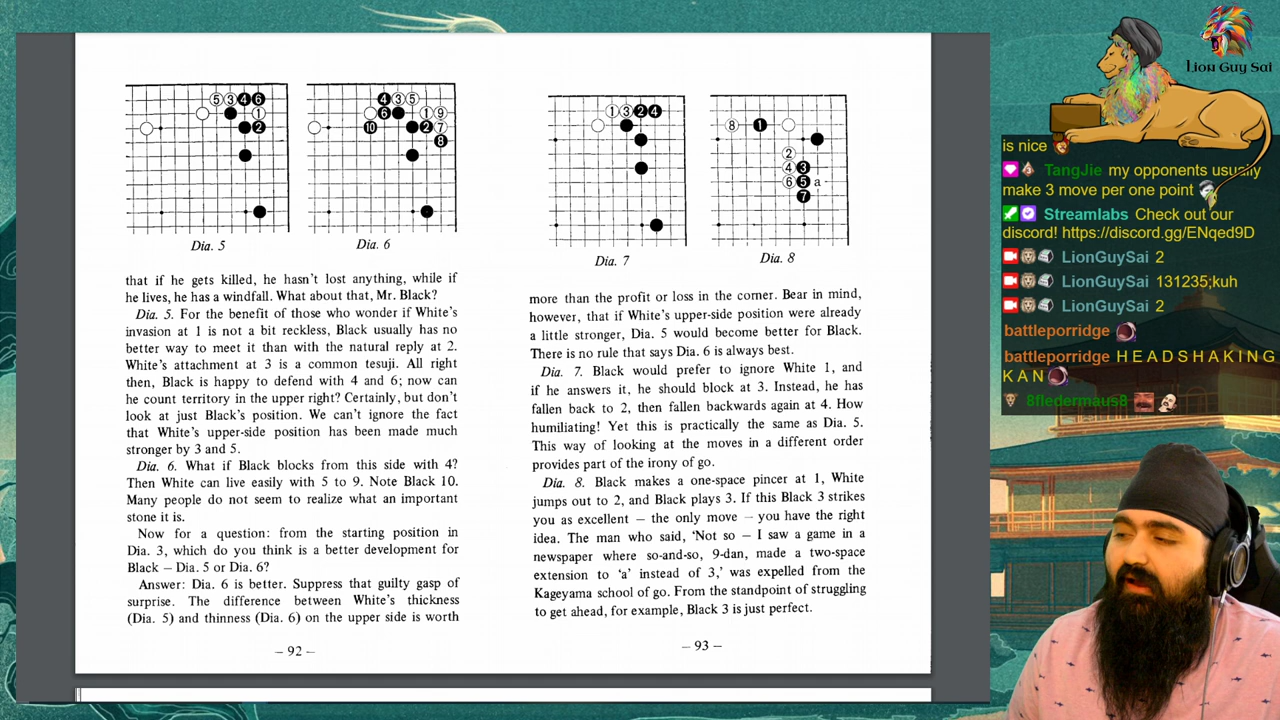 Dia. 5
Dia. 6
that if he gets killed, he hasn't lost anything, while if
he lives, he has a windfall. What about that, Mr. Black?
Dia. 5. For the benefit of those who wonder if White's
invasion at 1 is not a bit reckless, Black usually has no
better way to meet it than with the natural reply at 2.
White's attachment at 3 is a common tesuji. All right
then, Black is happy to defend with 4 and 6; now can
he count territory in the upper right? Certainly, but don't
look at just Black's position. We can't ignore the fact
that White's upper-side position has been made much
stronger by 3 and 5.
Dia. 6. What if Black blocks from this side with 4?
Then White can live easily with 5 to 9. Note Black 10.
Many people do not seem to realize what an important
stone it is.
Now for a question: from the starting position in
Dia. 3, which do you think is a better development for
Black – Dia. 5 or Dia. 6?
Answer: Dia. 6 is better. Suppress that guilty gasp of
surprise. The difference between White's thickness
(Dia. 5) and thinness (Dia. 6) on the upper side is worth
– 92 –
Dia. 7
Dia. 8
a
more than the profit or loss in the corner. Bear in mind,
however, that if White's upper-side position were already
a little stronger, Dia. 5 would become better for Black.
There is no rule that says Dia. 6 is always best.
Dia. 7. Black would prefer to ignore White 1, and
if he answers it, he should block at 3. Instead, he has
fallen back to 2, then fallen backwards again at 4. How
humiliating! Yet this is practically the same as Dia. 5.
This way of looking at the moves in a different order
provides part of the irony of go.
Dia. 8. Black makes a one-space pincer at 1, White
jumps out to 2, and Black plays 3. If this Black 3 strikes
you as excellent – the only move – you have the right
idea. The man who said, 'Not so – I saw a game in a
newspaper where so-and-so, 9-dan, made a two-space
extension to 'a' instead of 3,' was expelled from the
Kageyama school of go. From the standpoint of struggling
to get ahead, for example, Black 3 is just perfect.
– 93 –
Lion Guy Sai
is nice
TangJie my opponents usually
make 3 move per one point
Streamlabs Check out our
discord! https://discord.gg/ENqed9D
LionGuySai 2
LionGuySai 131235;kuh
LionGuySai 2
battleporridge
battleporridge H E A D S H A K I N G
K A N
8fledermaus8